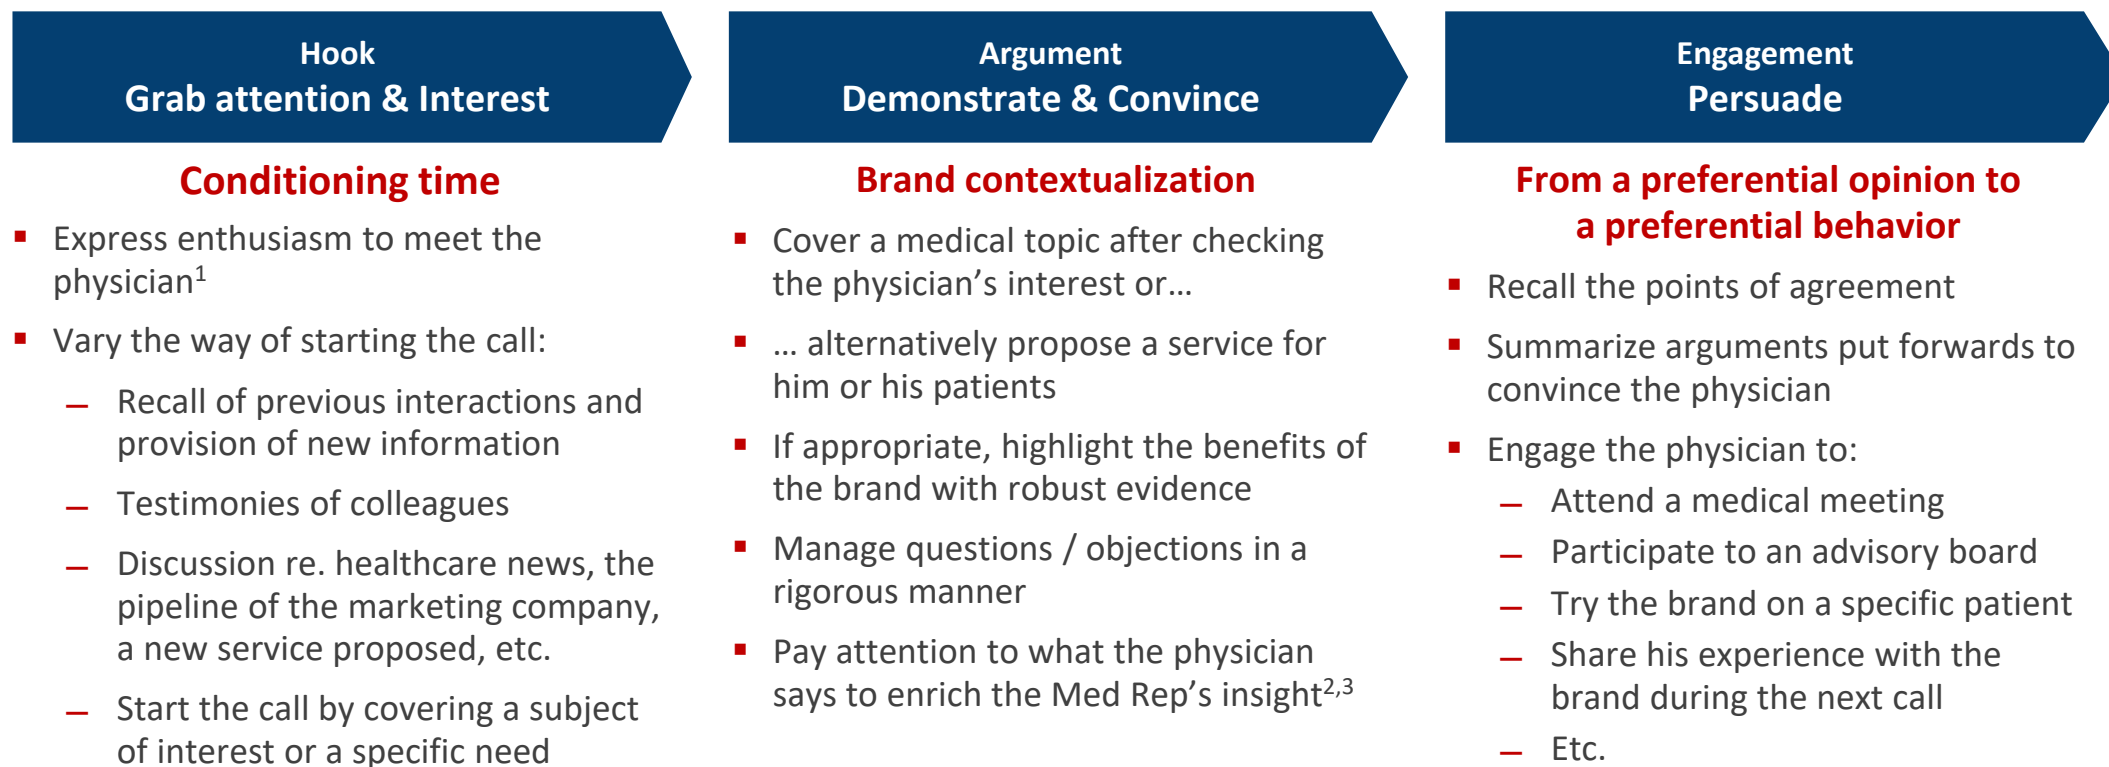 Hook
Grab attention & Interest
Conditioning time
▪ Express enthusiasm to meet the
physician¹
▪ Vary the way of starting the call:
– Recall of previous interactions and
provision of new information
– Testimonies of colleagues
– Discussion re. healthcare news, the
pipeline of the marketing company,
a new service proposed, etc.
– Start the call by covering a subject
of interest or a specific need
Argument
Demonstrate & Convince
Brand contextualization
▪ Cover a medical topic after checking
the physician’s interest or…
▪ … alternatively propose a service for
him or his patients
▪ If appropriate, highlight the benefits of
the brand with robust evidence
▪ Manage questions / objections in a
rigorous manner
▪ Pay attention to what the physician
says to enrich the Med Rep’s insight²,³
Engagement
Persuade
From a preferential opinion to
a preferential behavior
▪ Recall the points of agreement
▪ Summarize arguments put forwards to
convince the physician
▪ Engage the physician to:
– Attend a medical meeting
– Participate to an advisory board
– Try the brand on a specific patient
– Share his experience with the
brand during the next call
– Etc.